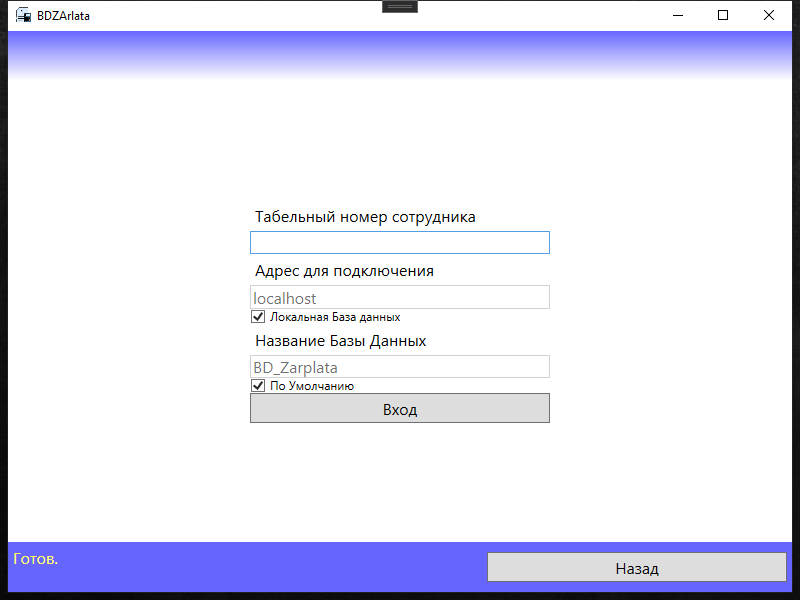 BDZArlata
Табельный номер сотрудника
Адрес для подключения
localhost
Локальная База данных
Название Базы Данных
BD_Zarplata
По Умолчанию
Вход
Готов.
Назад